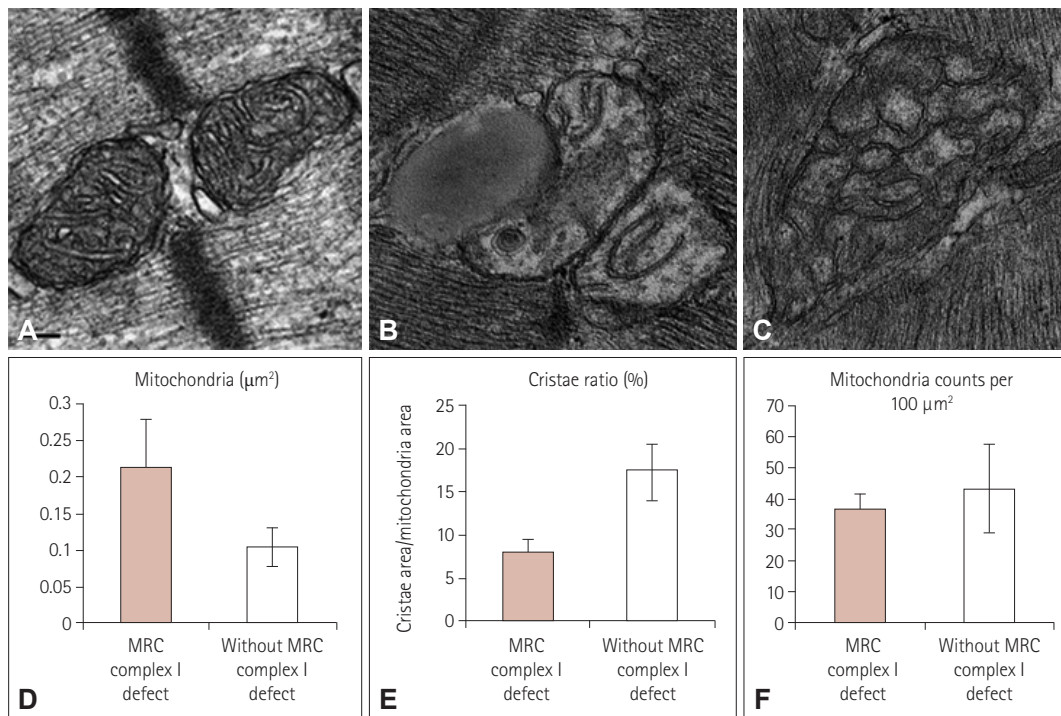 A
B
C
Mitochondria (μm²)
0.3
0.25
0.2
0.15
0.1
0.05
0
MRC
complex I
defect
Without MRC
complex I
defect
D
Cristae ratio (%)
Cristae area/mitochondria area
25
20
15
10
5
0
MRC
complex I
defect
Without MRC
complex I
defect
E
Mitochondria counts per
100 μm²
70
60
50
40
30
20
10
0
MRC
complex I
defect
Without MRC
complex I
defect
F